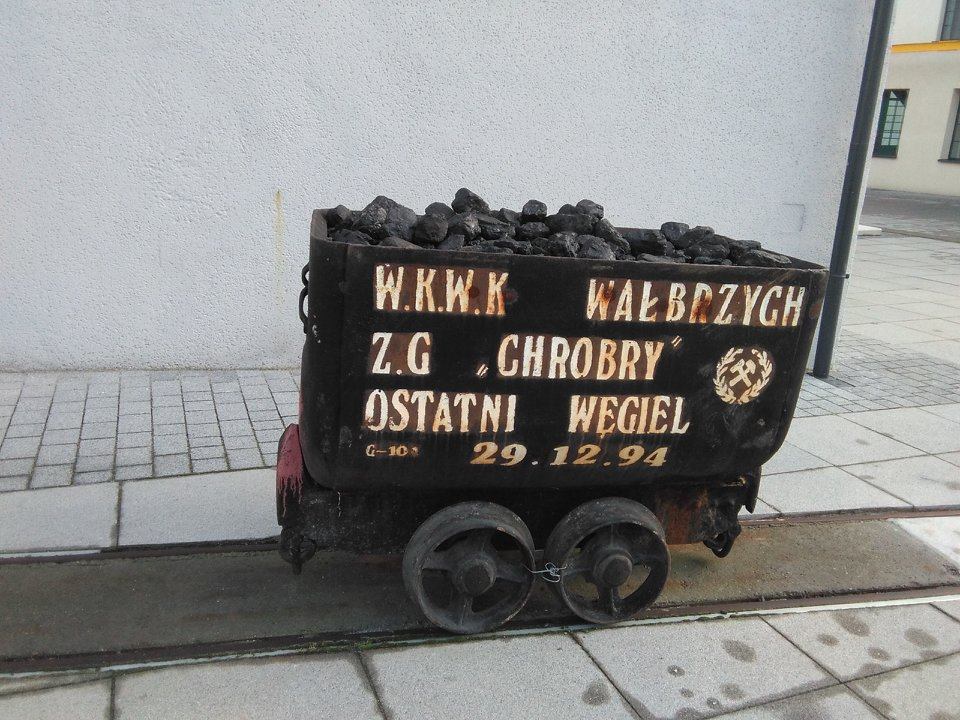 W.K.W.K WAŁBRZYCH
Z.G „CHROBRY"
OSTATNI WĘGIEL
29.12.94